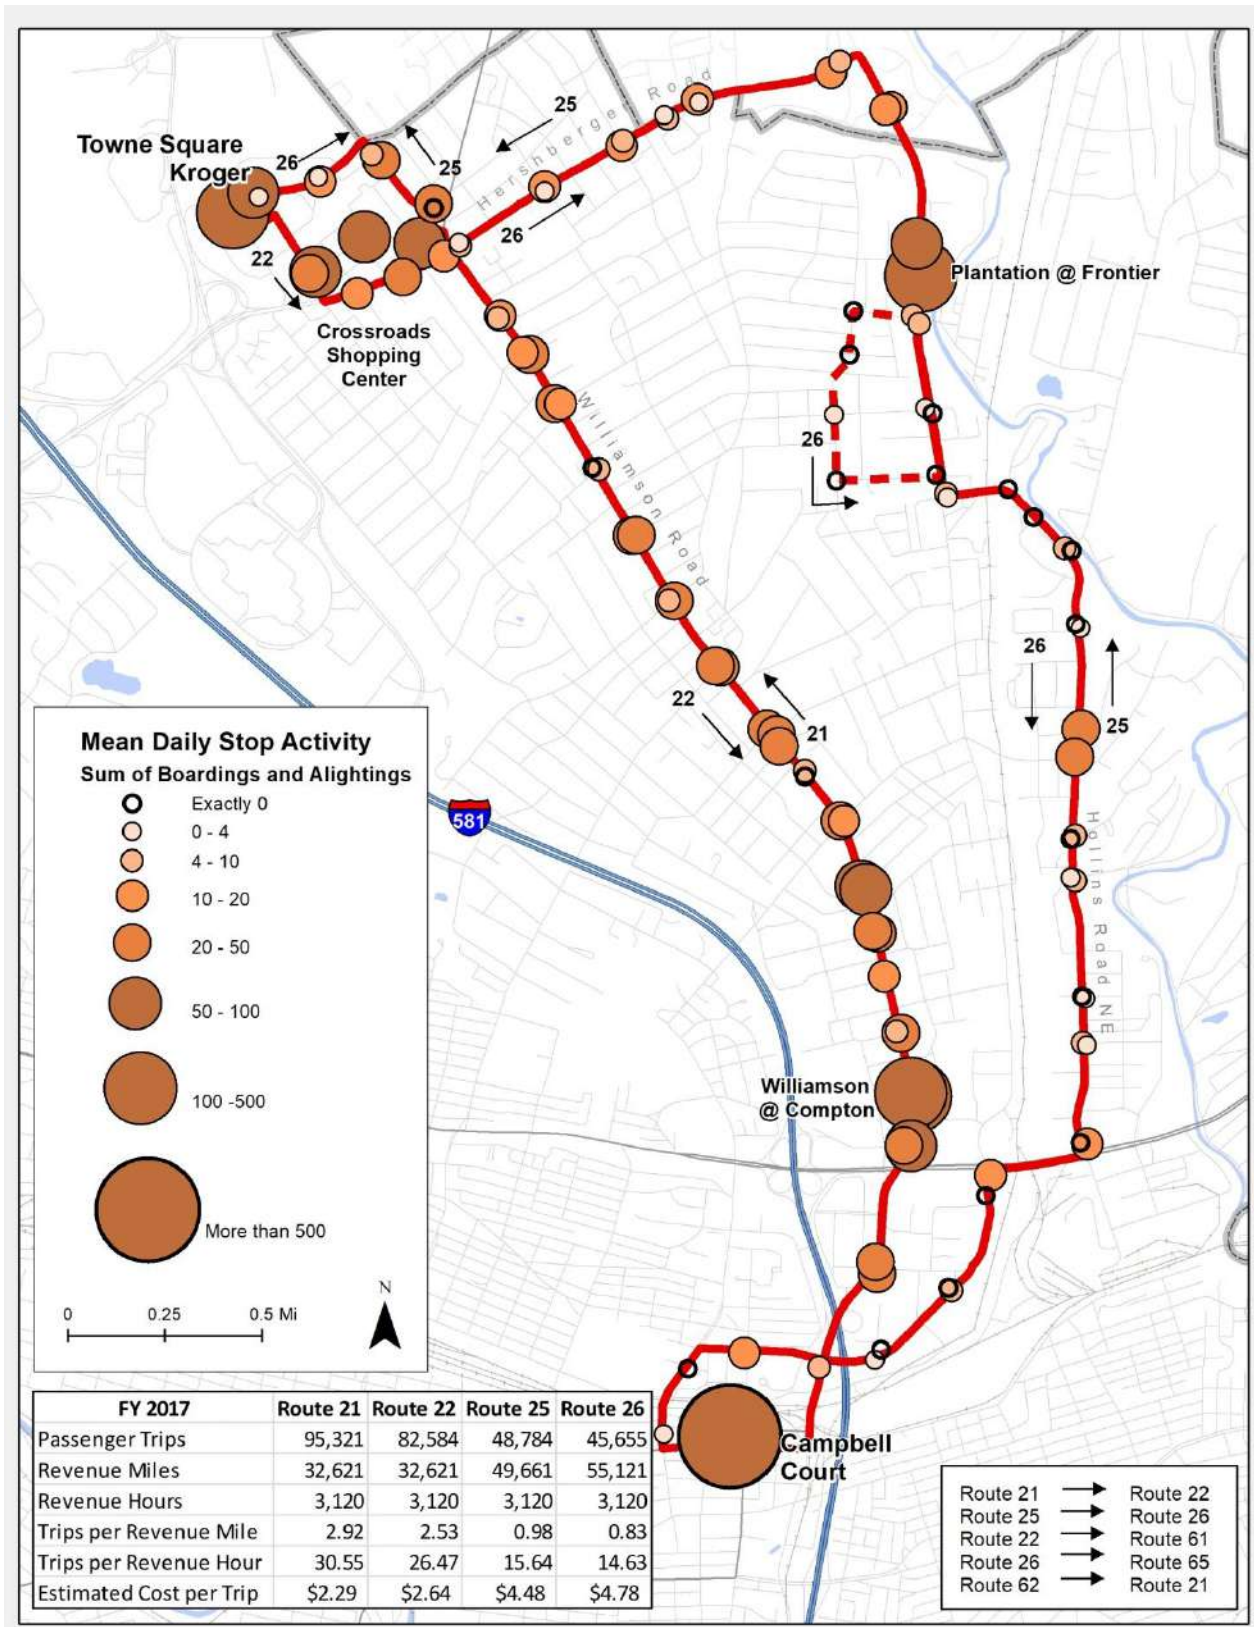 25
Hershberge Road
Towne Square
Kroger
26
25
26
22
Plantation @ Frontier
Crossroads
Shopping
Center
Williamson Road
26
26
22
21
25
Hollins Road NE
581
Williamson
@ Compton
Campbell
Court
Mean Daily Stop Activity
Sum of Boardings and Alightings
Exactly 0
0 - 4
4 - 10
10 - 20
20 - 50
50 - 100
100 -500
More than 500
N
0 0.25 0.5 Mi
FY 2017 Route 21 Route 22 Route 25 Route 26
Passenger Trips 95,321 82,584 48,784 45,655
Revenue Miles 32,621 32,621 49,661 55,121
Revenue Hours 3,120 3,120 3,120 3,120
Trips per Revenue Mile 2.92 2.53 0.98 0.83
Trips per Revenue Hour 30.55 26.47 15.64 14.63
Estimated Cost per Trip $2.29 $2.64 $4.48 $4.78
Route 21 Route 22
Route 25 Route 26
Route 22 Route 61
Route 26 Route 65
Route 62 Route 21